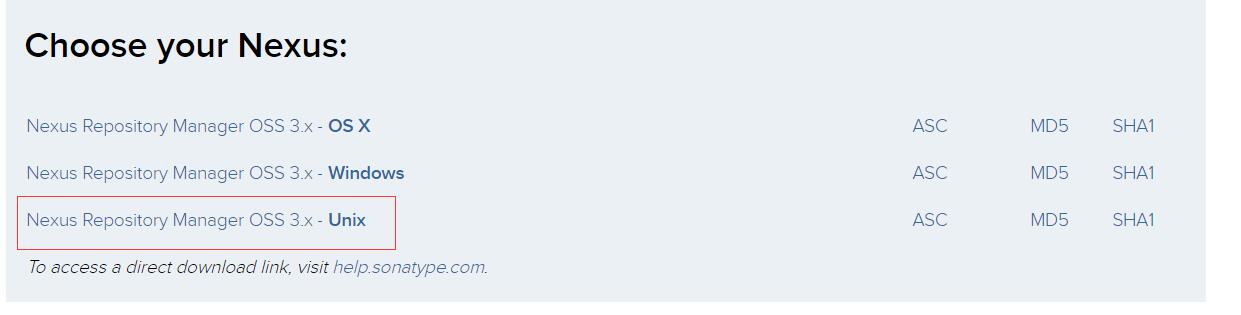 Choose your Nexus:
Nexus Repository Manager OSS 3.x - OS X ASC MD5 SHA1
Nexus Repository Manager OSS 3.x - Windows ASC MD5 SHA1
Nexus Repository Manager OSS 3.x - Unix ASC MD5 SHA1
To access a direct download link, visit help.sonatype.com.